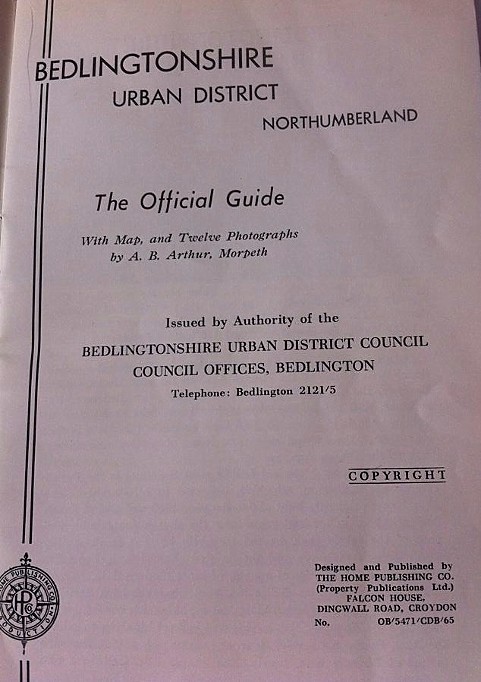 BEDLINGTONSHIRE
URBAN DISTRICT
NORTHUMBERLAND
The Official Guide
With Map, and Twelve Photographs
by A. B. Arthur, Morpeth
Issued by Authority of the
BEDLINGTONSHIRE URBAN DISTRICT COUNCIL
COUNCIL OFFICES, BEDLINGTON
Telephone: Bedlington 2121/5
COPYRIGHT
Designed and Published by
THE HOME PUBLISHING CO.
(Property Publications Ltd.)
FALCON HOUSE,
DINGWALL ROAD, CROYDON
No. OB/5471/CDB/65
PUBLISHING CO